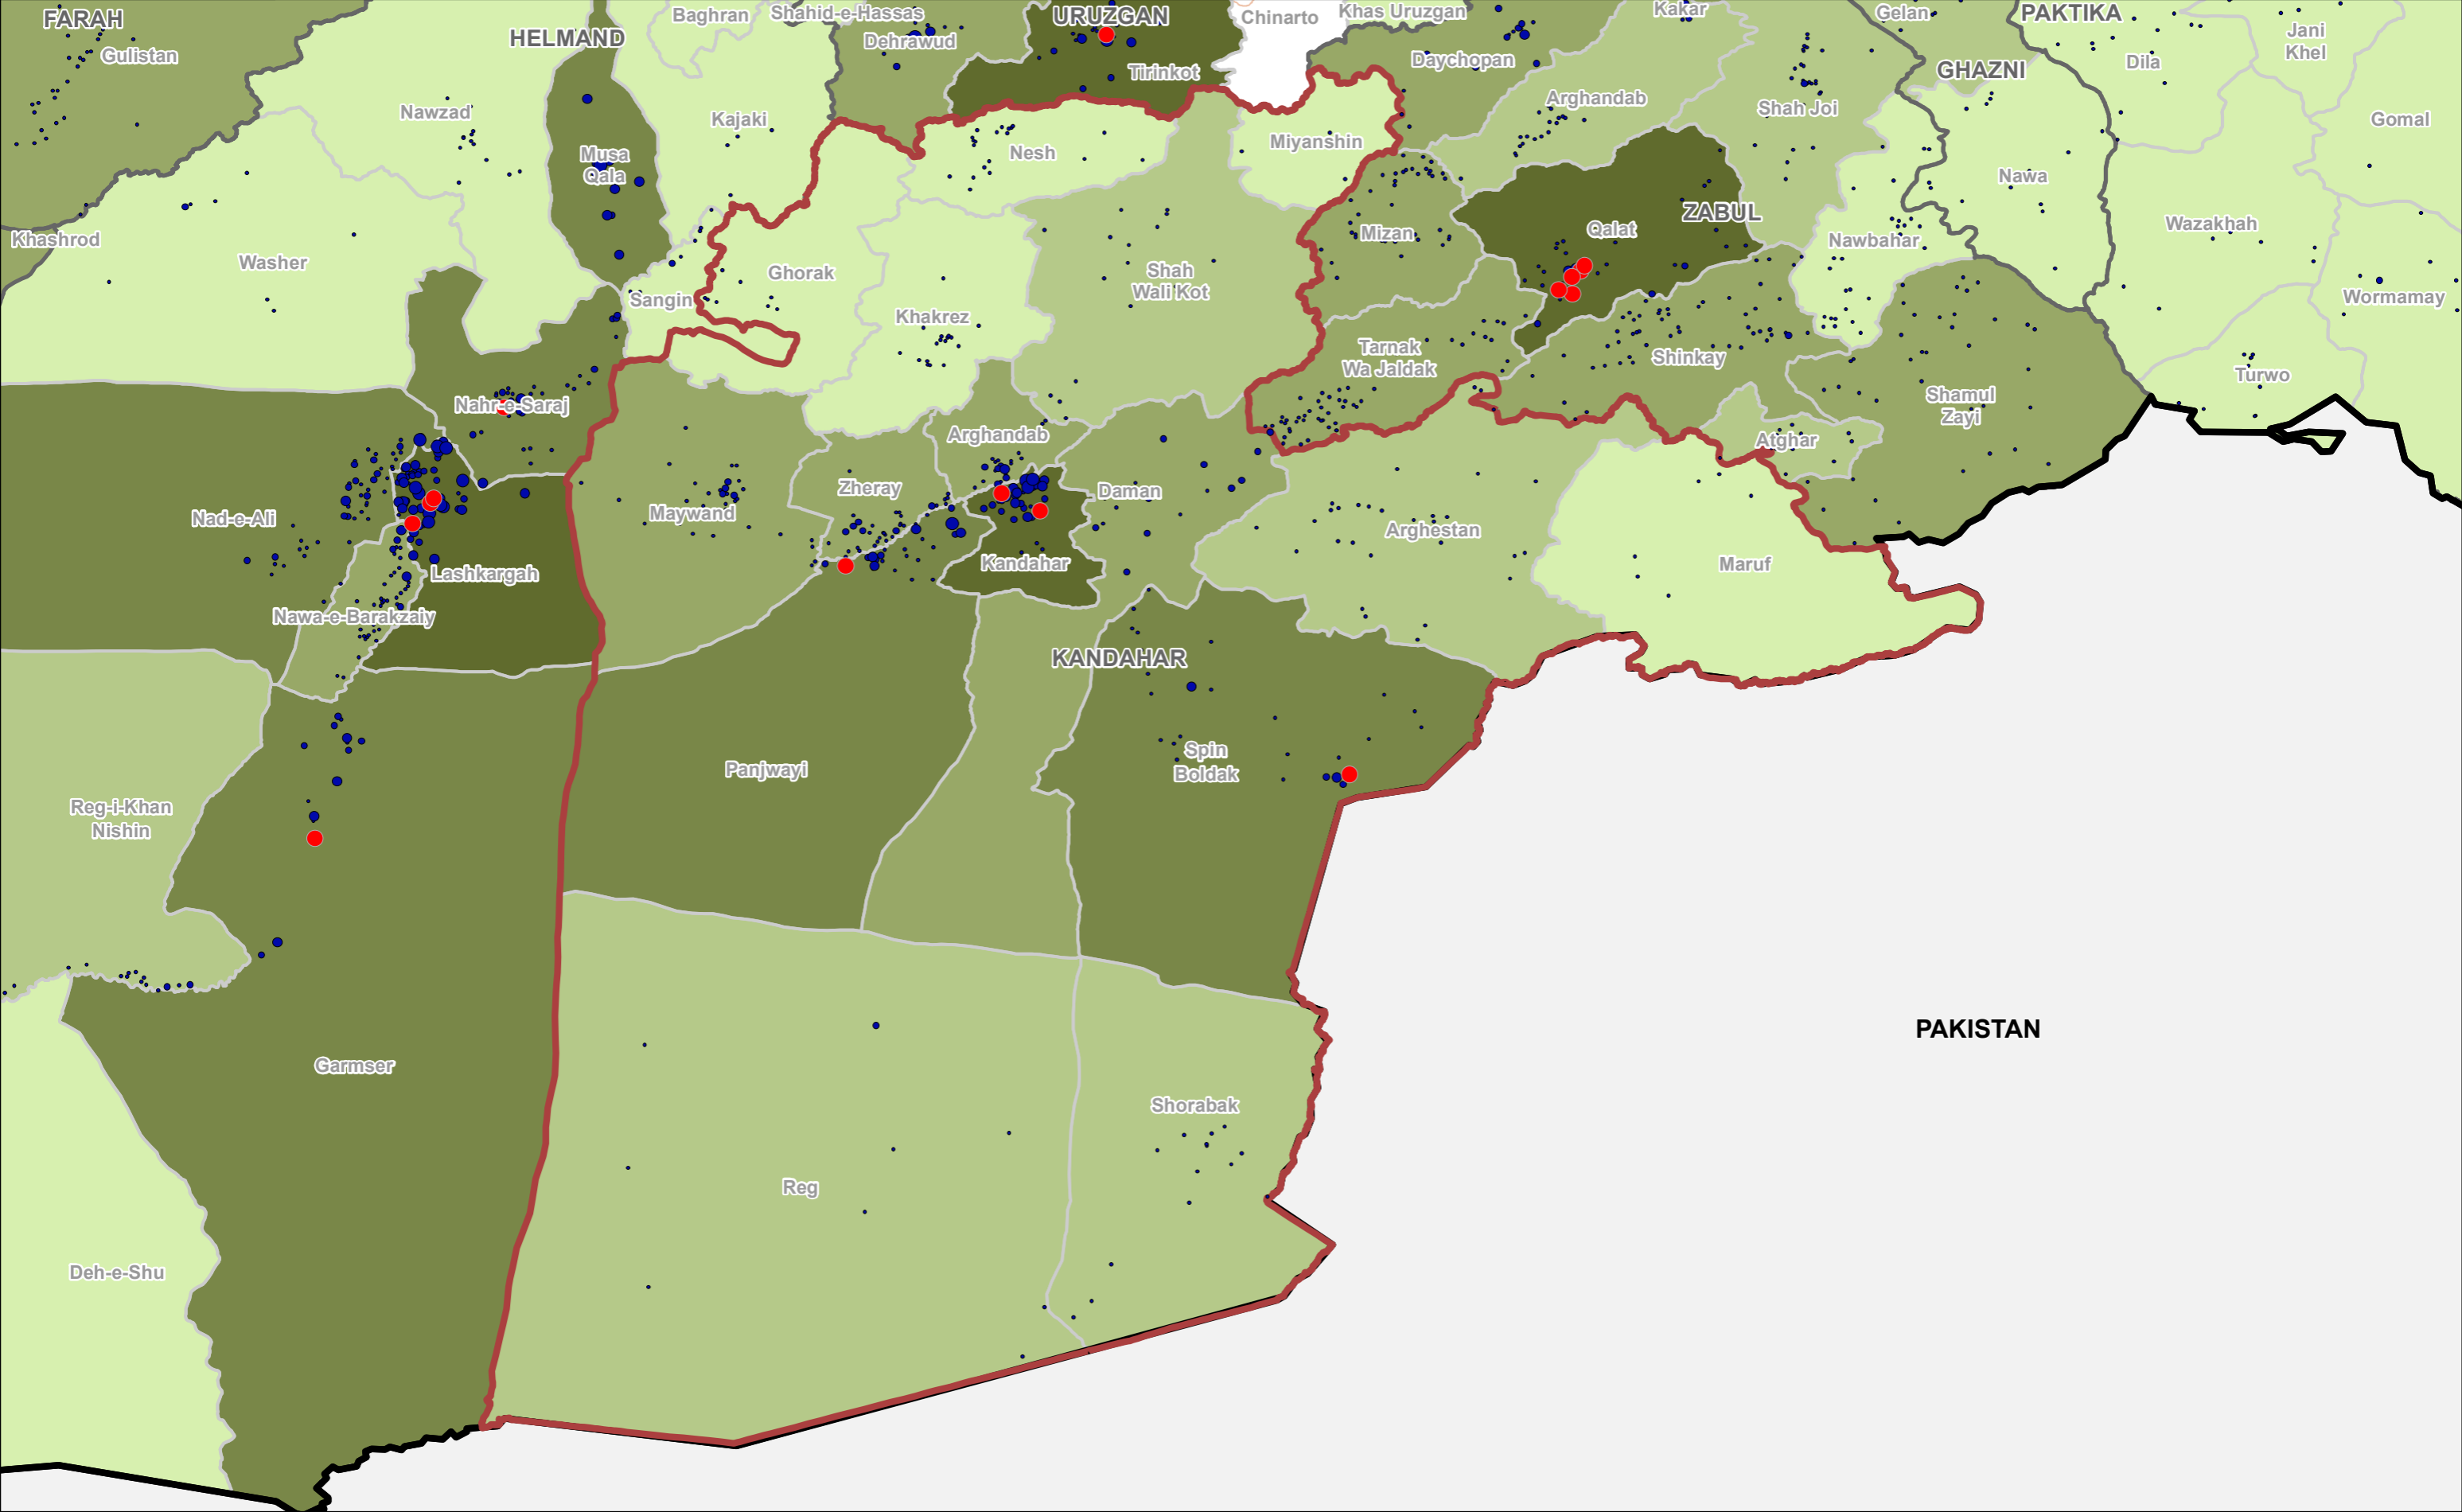 FARAH
Gulistan
HELMAND
Baghran
Shahid-e-Hassas
Dehrawud
URUZGAN
Tirinkot
Chinarto
Khas Uruzgan
Daychopan
Kakar
Gelan
PAKTIKA
GHAZNI
Dila
Jani
Khel
Gomal
Nawzad
Kajaki
Musa
Qala
Nesh
Miyanshin
Arghandab
Shah Joi
Nawa
Khashrod
Washer
Sangin
Ghorak
Khakrez
Shah
Wali Kot
Mizan
Qalat
ZABUL
Nawbahar
Wazakhah
Wormamay
Tarnak
Wa Jaldak
Shinkay
Shamul
Zayi
Turwo
Nahr-e-Saraj
Arghandab
Atghar
Nad-e-Ali
Maywand
Zheray
Daman
Arghestan
Lashkargah
Kandahar
Maruf
Nawa-e-Barakzaiy
KANDAHAR
Panjwayi
Spin
Boldak
Reg-i-Khan
Nishin
PAKISTAN
Garmser
Shorabak
Reg
Deh-e-Shu